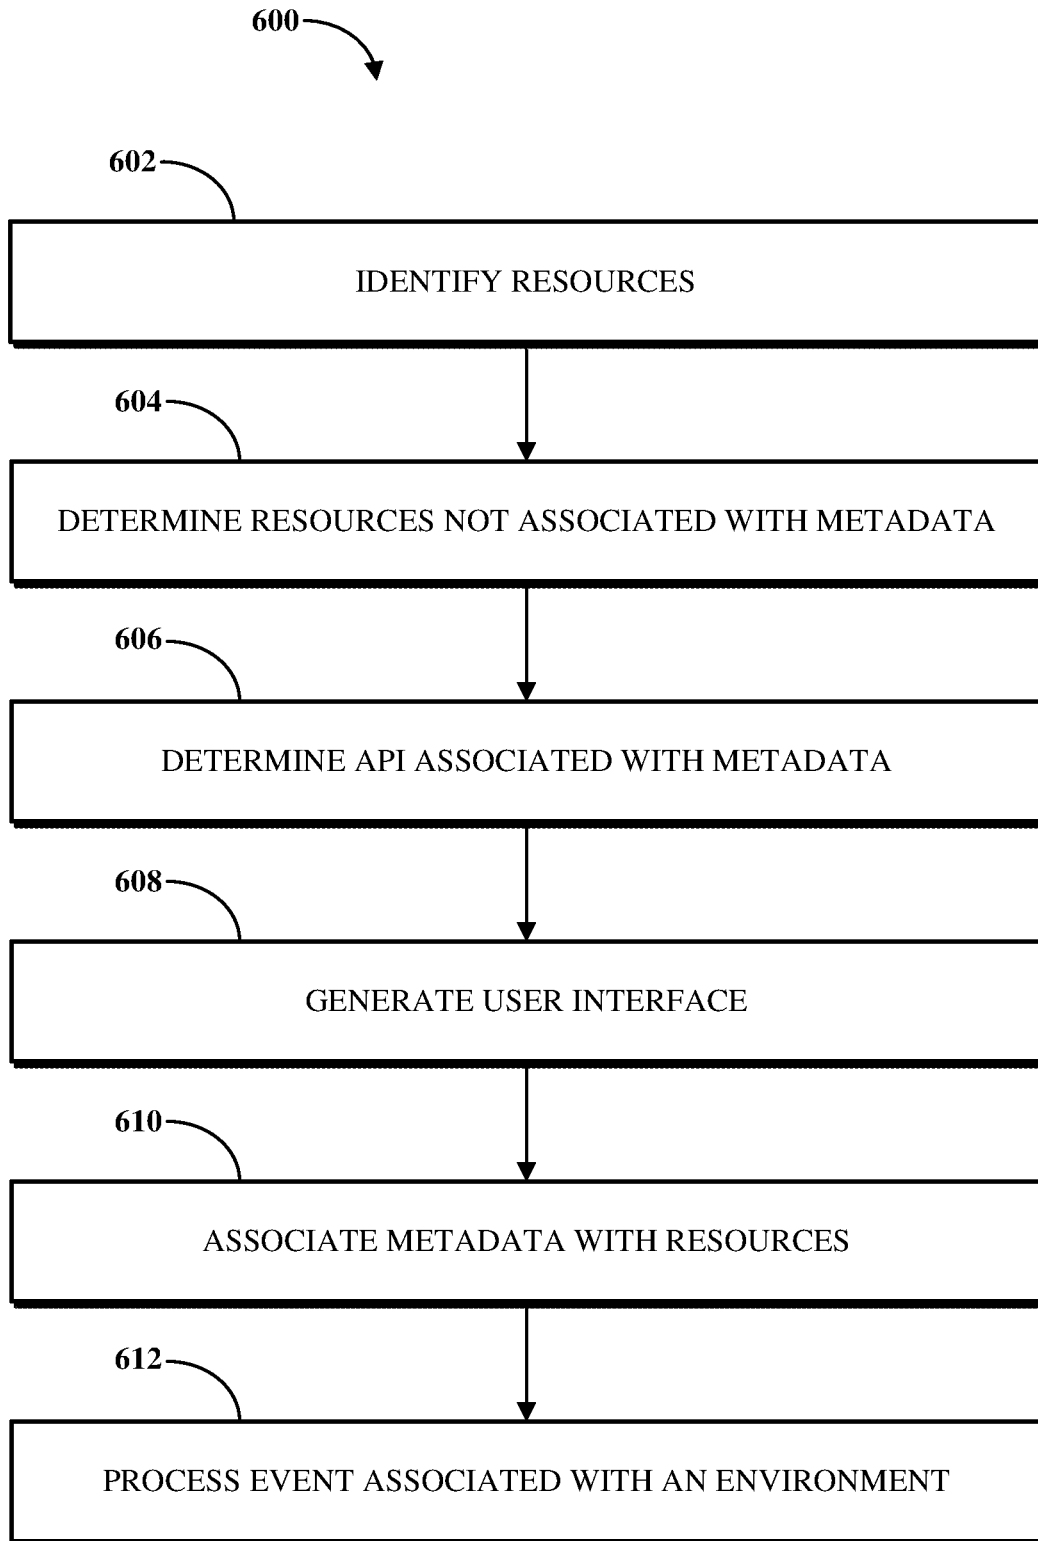 600
602
IDENTIFY RESOURCES
604
DETERMINE RESOURCES NOT ASSOCIATED WITH METADATA
606
DETERMINE API ASSOCIATED WITH METADATA
608
GENERATE USER INTERFACE
610
ASSOCIATE METADATA WITH RESOURCES
612
PROCESS EVENT ASSOCIATED WITH AN ENVIRONMENT